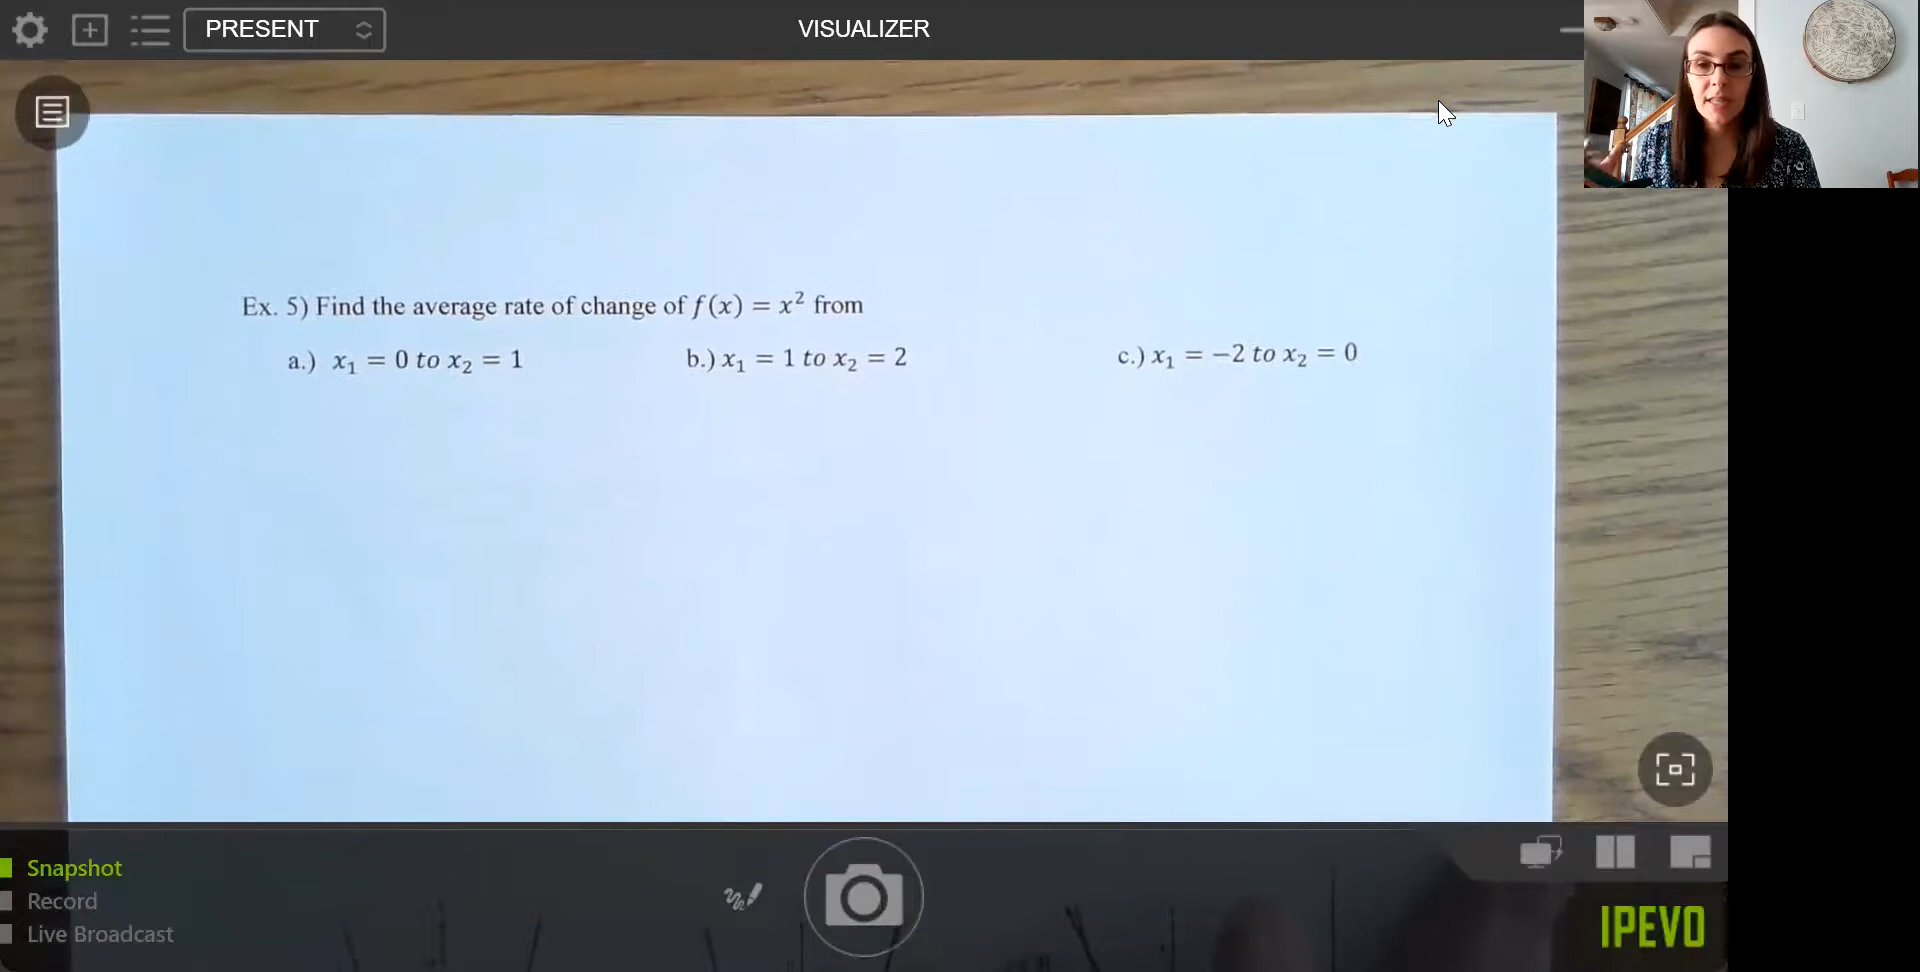 PRESENT
VISUALIZER
Ex. 5) Find the average rate of change of f(x) = x² from
a.) x₁ = 0 to x₂ = 1
b.) x₁ = 1 to x₂ = 2
c.) x₁ = −2 to x₂ = 0
Snapshot
Record
Live Broadcast
IPEVO